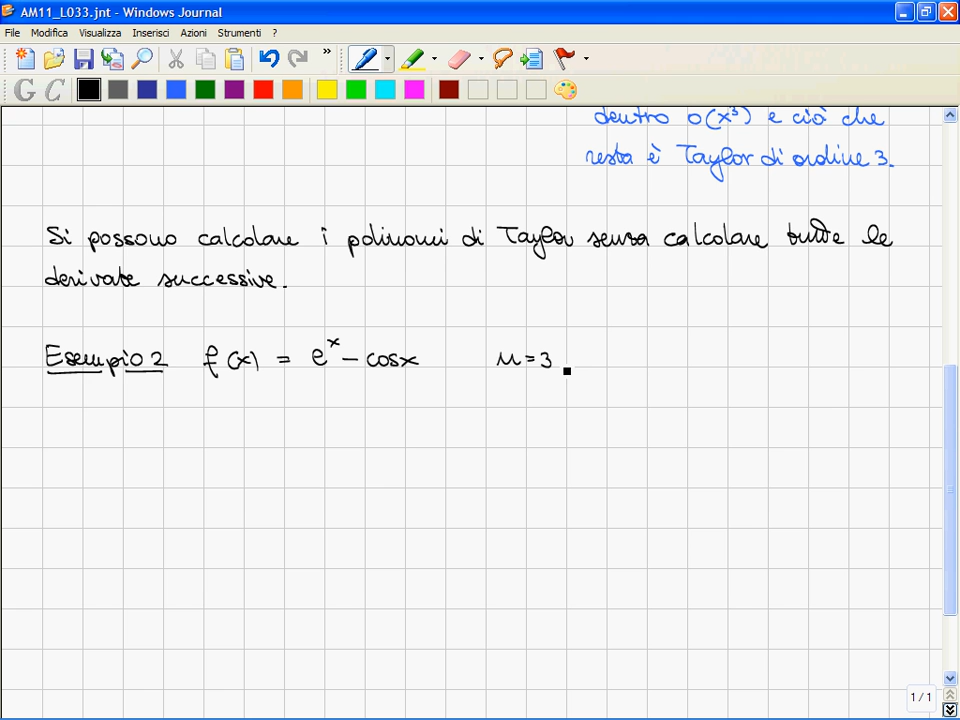 AM11_L033.jnt - Windows Journal
File Modifica Visualizza Inserisci Azioni Strumenti ?
G C
dentro o(x³) e ciò che
resta è Taylor di ordine 3.
Si possono calcolare i polinomi di Taylor senza calcolare tutte le
derivate successive.
Esempio 2 f(x) = e^x - cosx n=3
1 / 1